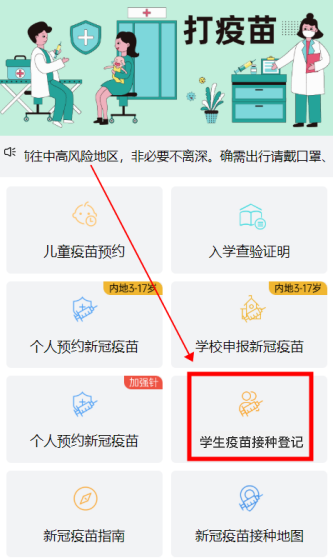 打疫苗
前往中高风险地区，非必要不离深。确需出行请戴口罩、
儿童疫苗预约
入学查验证明
内地3-17岁
个人预约新冠疫苗
内地3-17岁
学校申报新冠疫苗
加强针
个人预约新冠疫苗
学生疫苗接种登记
新冠疫苗指南
新冠疫苗接种地图